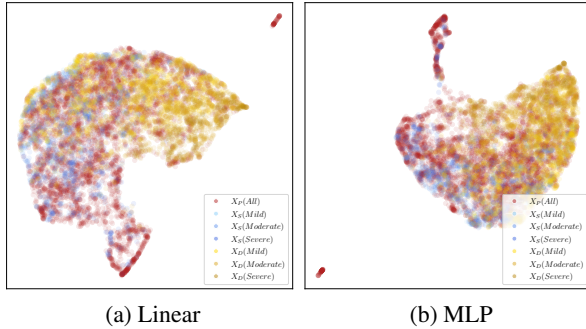 X_P(All)
X_S(Mild)
X_S(Moderate)
X_S(Severe)
X_D(Mild)
X_D(Moderate)
X_D(Severe)
X_P(All)
X_S(Mild)
X_S(Moderate)
X_S(Severe)
X_D(Mild)
X_D(Moderate)
X_D(Severe)
(a) Linear
(b) MLP